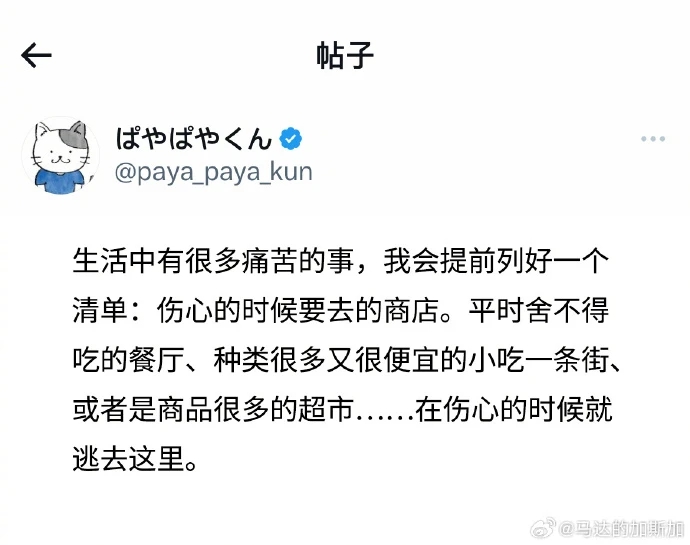 帖子
ぱやぱやくん
@paya_paya_kun
生活中有很多痛苦的事，我会提前列好一个
清单：伤心的时候要去的商店。平时舍不得
吃的餐厅、种类很多又很便宜的小吃一条街、
或者是商品很多的超市……在伤心的时候就
逃去这里。
@马达的加斯加